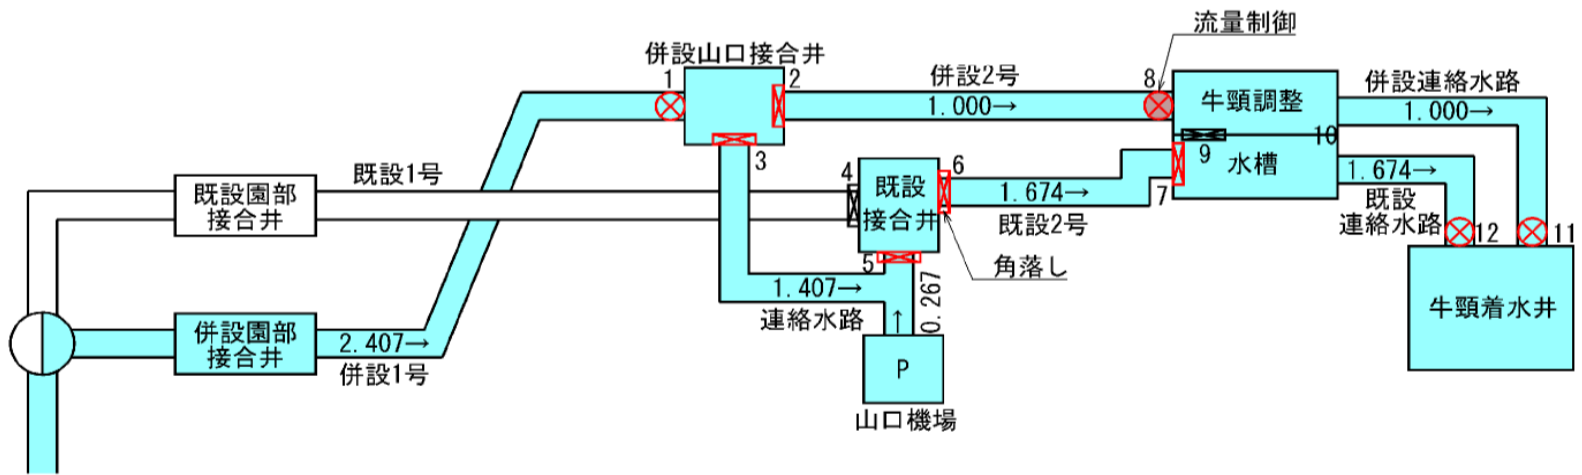 流量制御
併設山口接合井
1
2
併設2号
8
併設連絡水路
1.000→
牛頸調整
1.000→
10
3
9
水槽
既設1号
4
6
既設園部
接合井
既設
接合井
1.674→
7
1.674→
既設
連絡水路
既設2号
12
11
5
角落し
1.407→
0.267
→
連絡水路
牛頸着水井
併設園部
接合井
2.407→
併設1号
P
山口機場